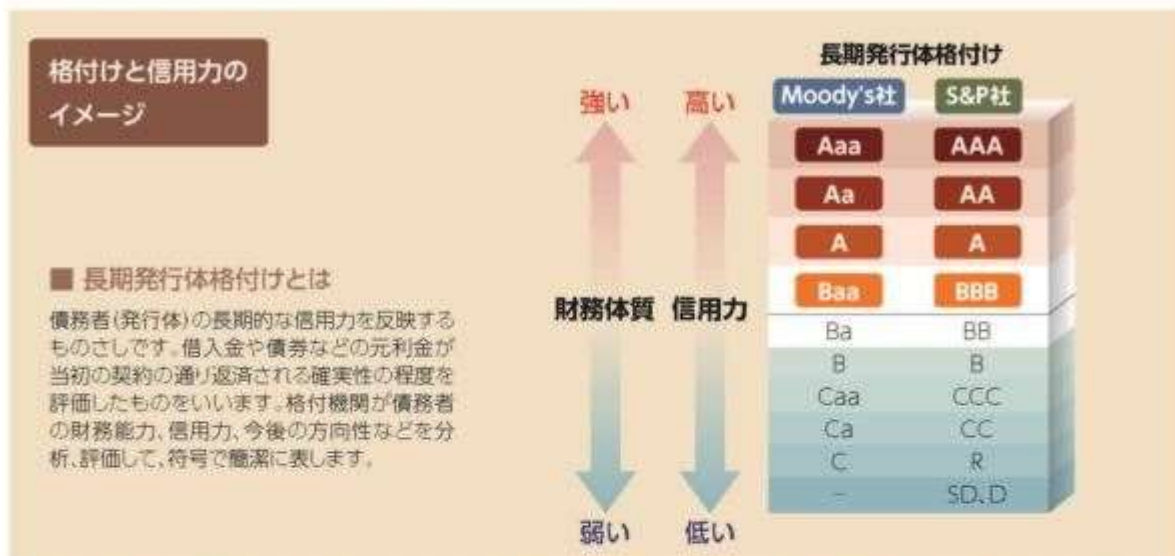 格付けと信用力の
イメージ
■ 長期発行体格付けとは
債務者(発行体)の長期的な信用力を反映する
ものさしです。借入金や債券などの元利金が
当初の契約の通り返済される確実性の程度を
評価したものをいいます。格付機関が債務者
の財務能力、信用力、今後の方向性などを分
析、評価して、符号で簡潔に表します。
強い 高い
財務体質 信用力
弱い 低い
長期発行体格付け
Moody's社 S&P社
Aaa AAA
Aa AA
A A
Baa BBB
Ba BB
B B
Caa CCC
Ca CC
C R
− SD、D